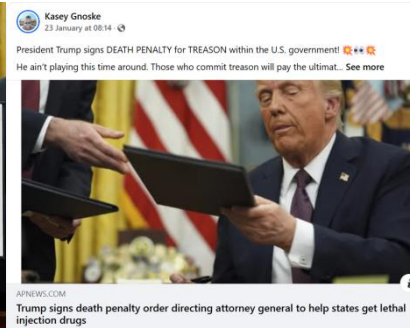 Kasey Gnoske
23 January at 08:14 ·
President Trump signs DEATH PENALTY for TREASON within the U.S. government! 💥👀💥
He ain't playing this time around. Those who commit treason will pay the ultimat... See more
APNEWS.COM
Trump signs death penalty order directing attorney general to help states get lethal
injection drugs